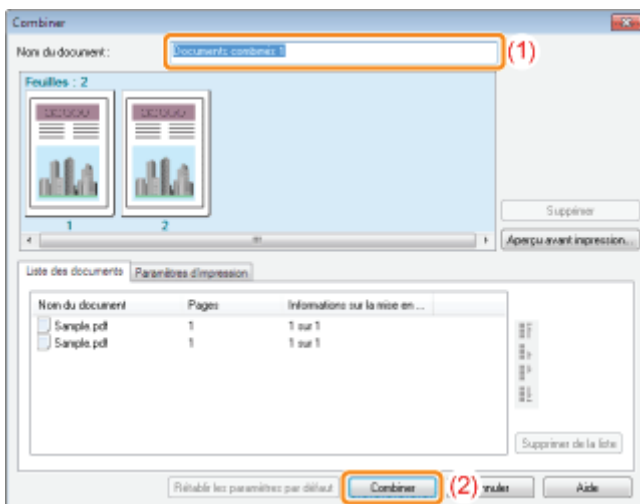 Combiner
Nom du document :
Documents combinés 1
(1)
Feuilles : 2
1
2
Supprimer
Aperçu avant impression...
Liste des documents
Paramètres d'impression
Nom du document Pages Informations sur la mise en ...
Sample.pdf 1 1 sur 1
Sample.pdf 1 1 sur 1
Supprimer de la liste
Rétablir les paramètres par défaut
Combiner
(2)
nnuler
Aide